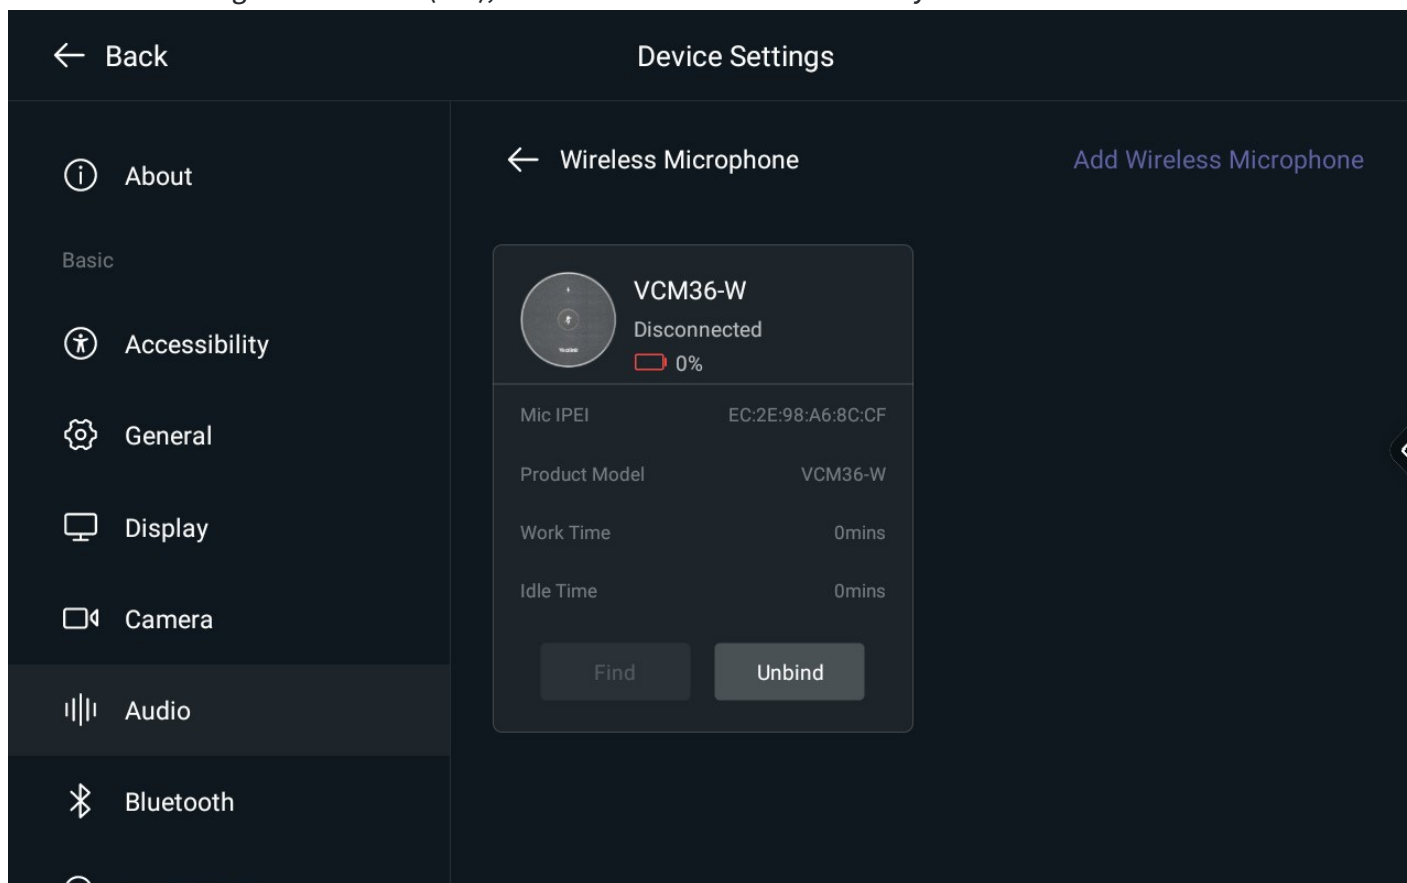 Back
Device Settings
About
Basic
Accessibility
General
Display
Camera
Audio
Bluetooth
Wireless Microphone
Add Wireless Microphone
VCM36-W
Disconnected
0%
Mic IPEI EC:2E:98:A6:8C:CF
Product Model VCM36-W
Work Time 0mins
Idle Time 0mins
Find Unbind